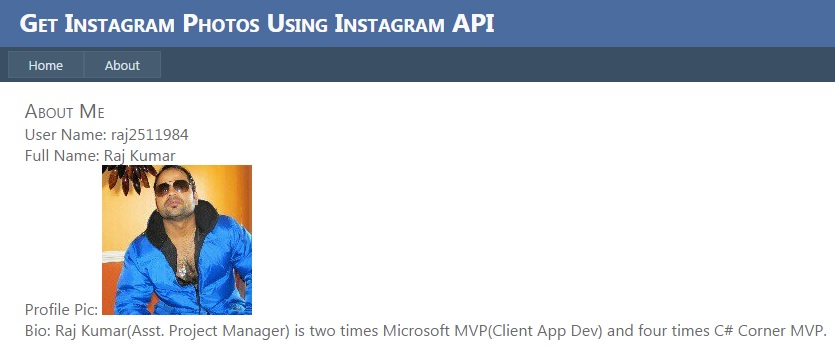 Get Instagram Photos Using Instagram API
Home
About
About Me
User Name: raj2511984
Full Name: Raj Kumar
Profile Pic:
Bio: Raj Kumar(Asst. Project Manager) is two times Microsoft MVP(Client App Dev) and four times C# Corner MVP.